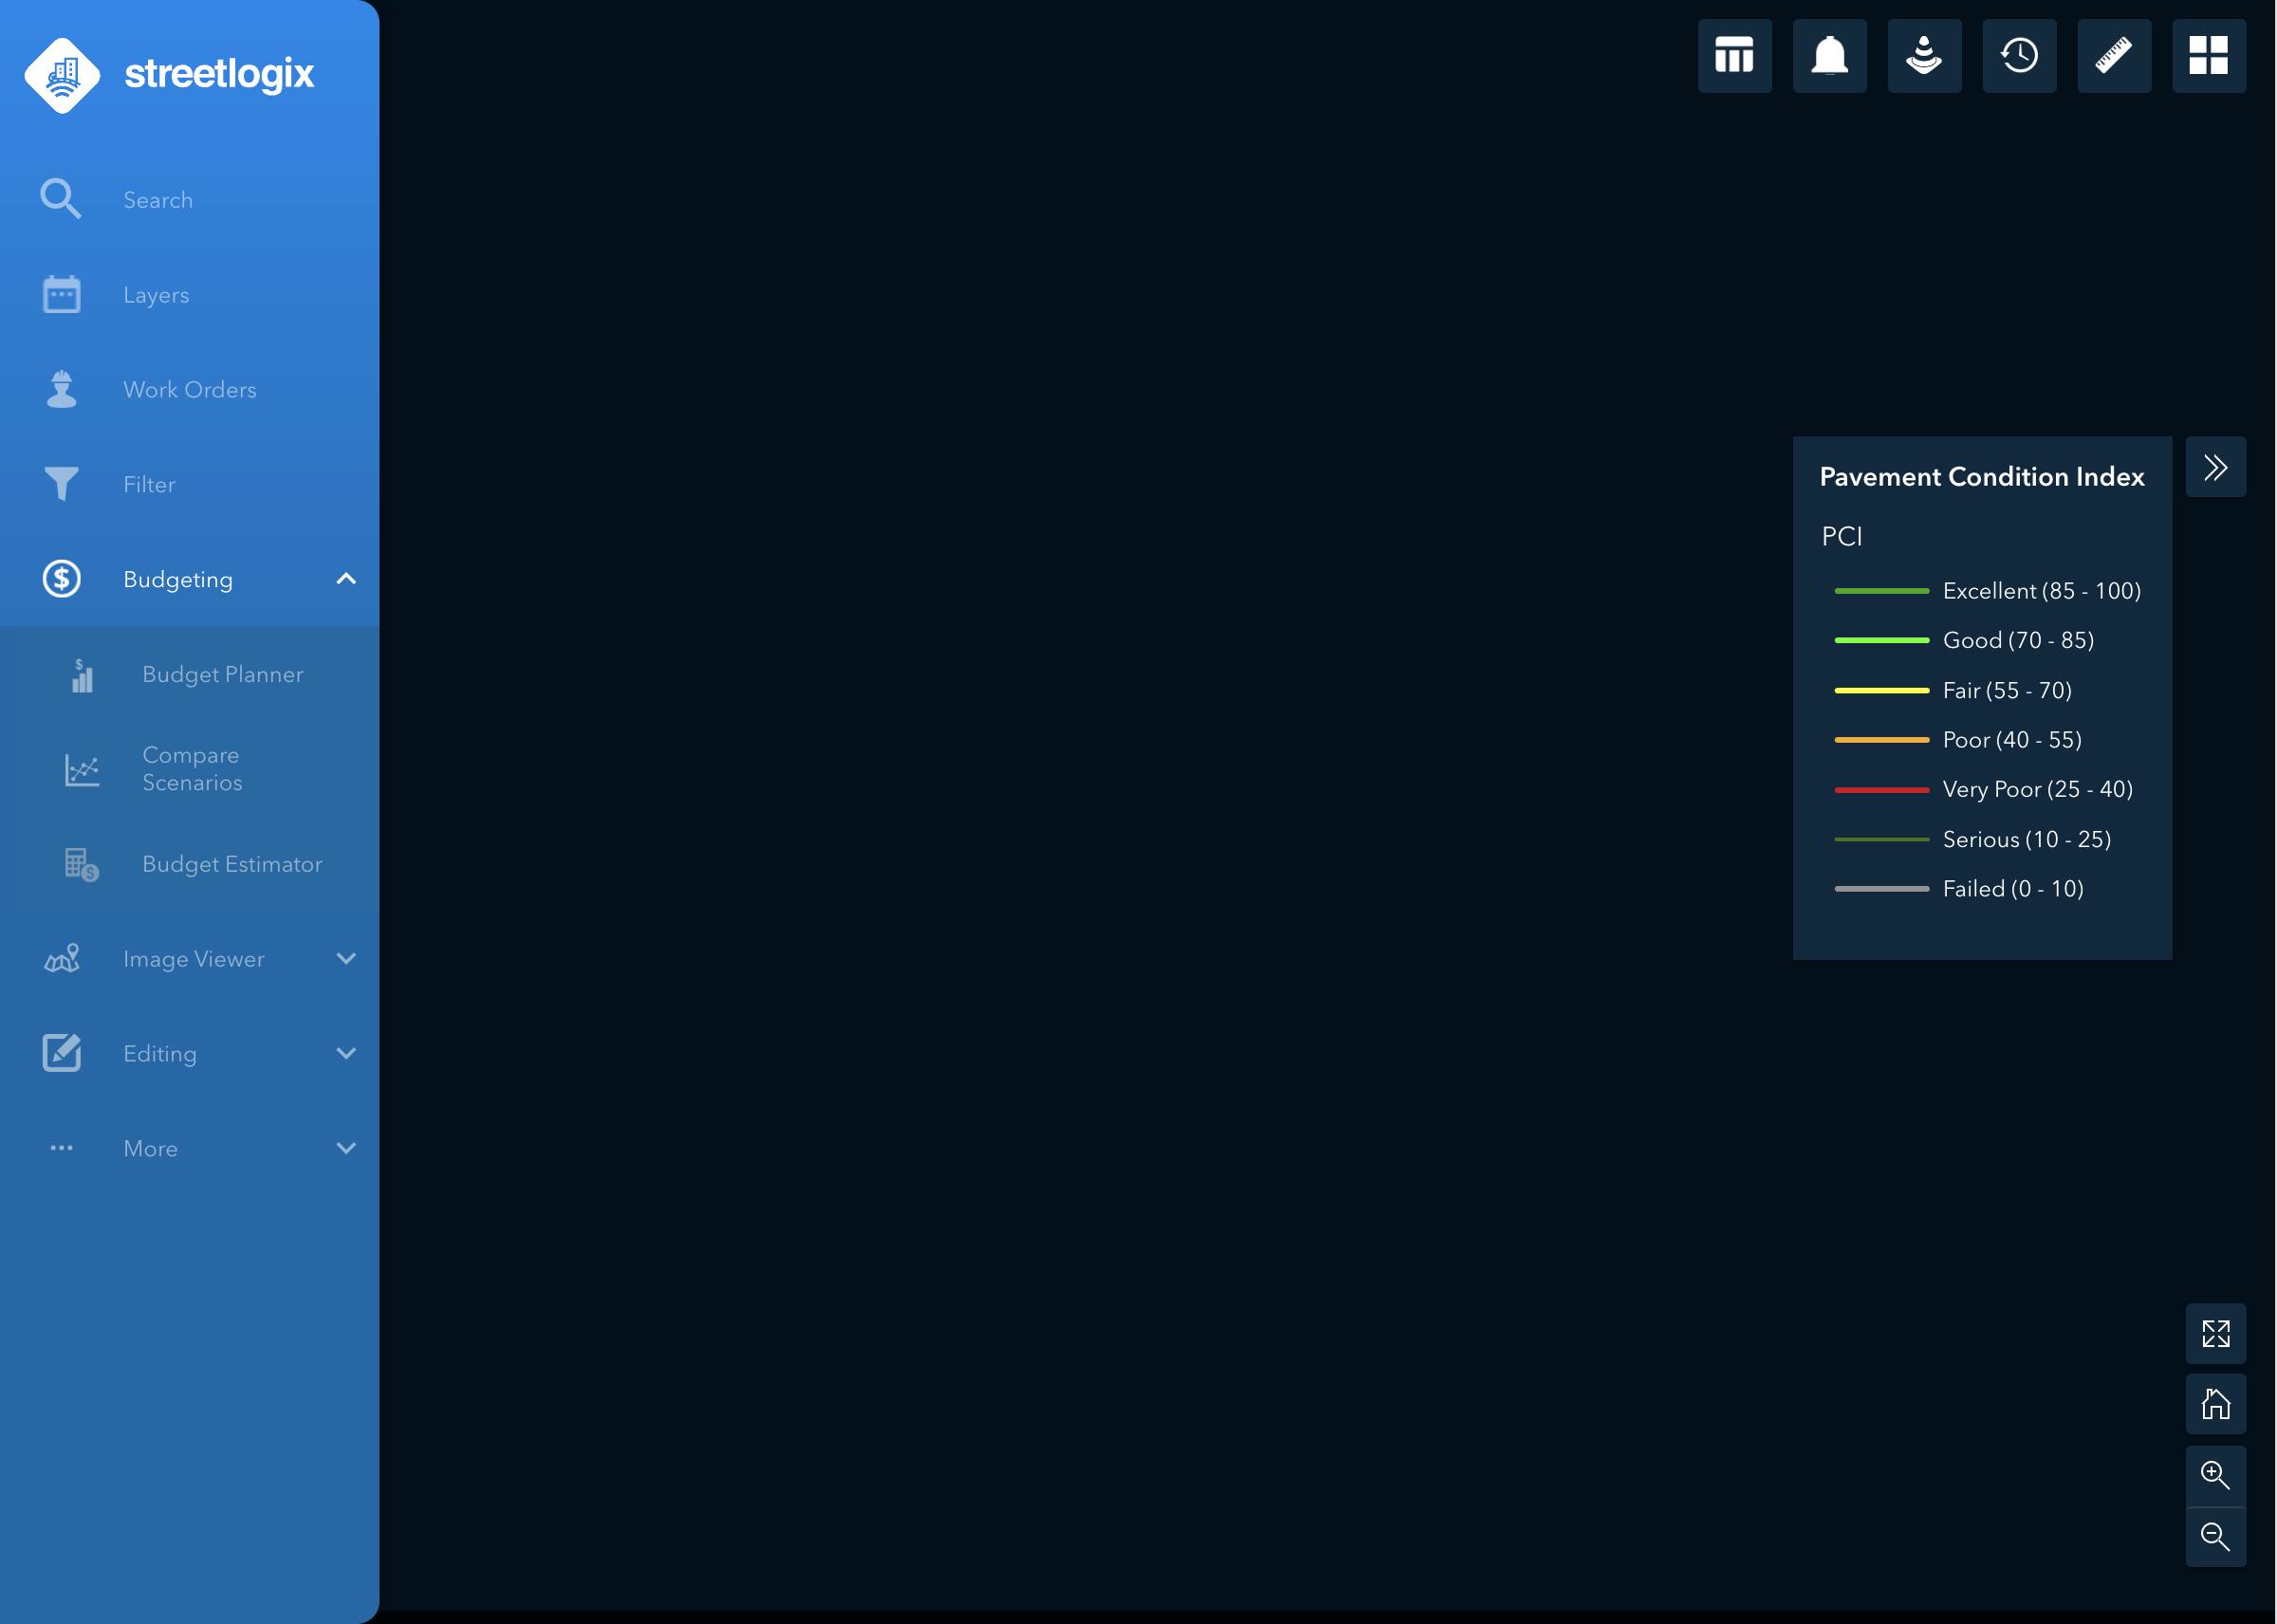 streetlogix
Search
Layers
Work Orders
Filter
Budgeting
Budget Planner
Compare
Scenarios
Budget Estimator
Image Viewer
Editing
More
Pavement Condition Index
PCI
Excellent (85 - 100)
Good (70 - 85)
Fair (55 - 70)
Poor (40 - 55)
Very Poor (25 - 40)
Serious (10 - 25)
Failed (0 - 10)